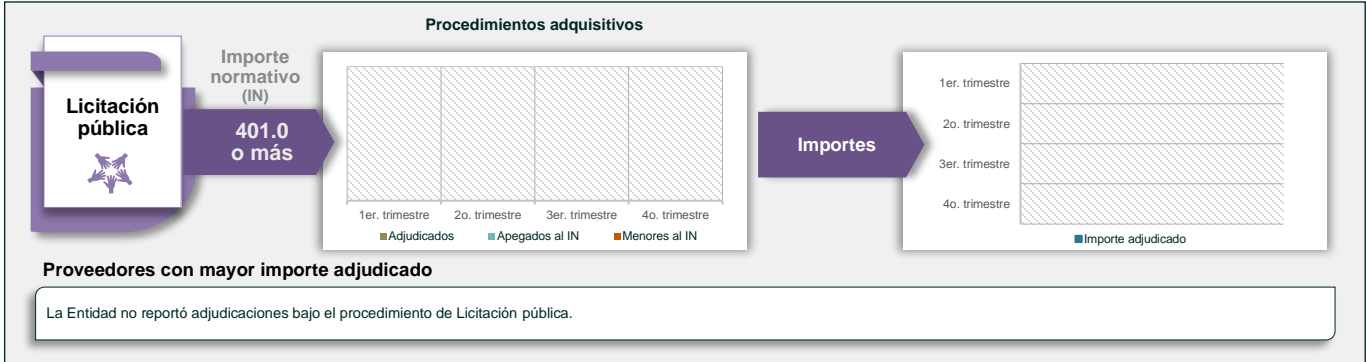 Procedimientos adquisitivos
Licitación
pública
Importe
normativo
(IN)
401.0
o más
1er. trimestre
2o. trimestre
3er. trimestre
4o. trimestre
Adjudicados
Apegados al IN
Menores al IN
Importes
1er. trimestre
2o. trimestre
3er. trimestre
4o. trimestre
Importe adjudicado
Proveedores con mayor importe adjudicado
La Entidad no reportó adjudicaciones bajo el procedimiento de Licitación pública.